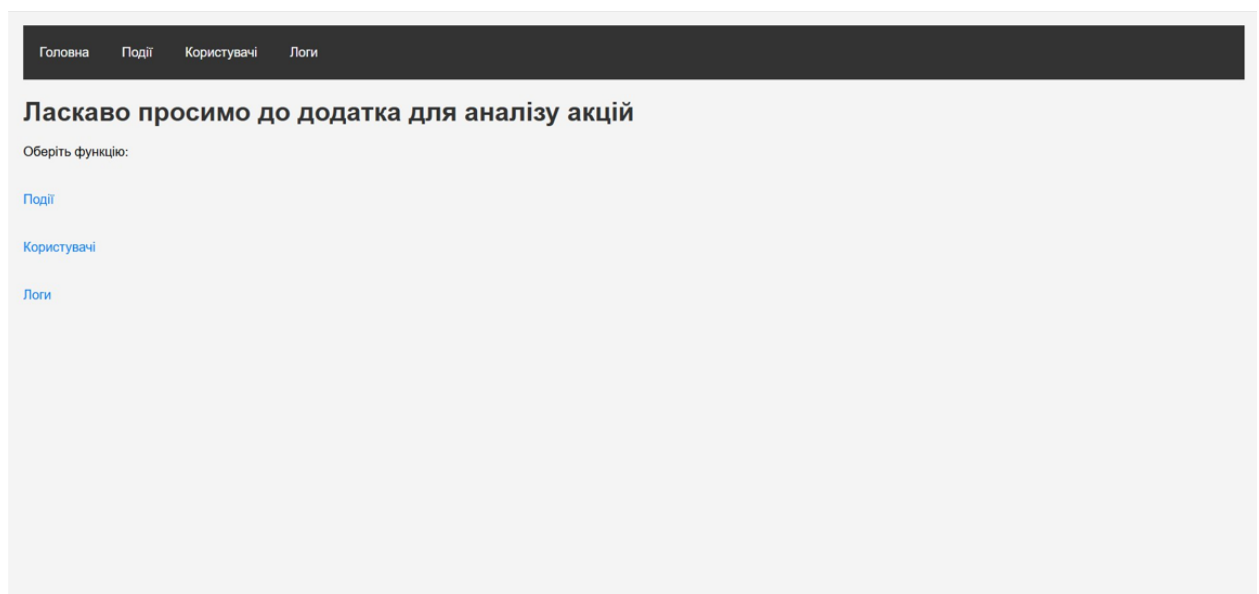 Головна Події Користувачі Логи
Ласкаво просимо до додатка для аналізу акцій
Оберіть функцію:
Події
Користувачі
Логи